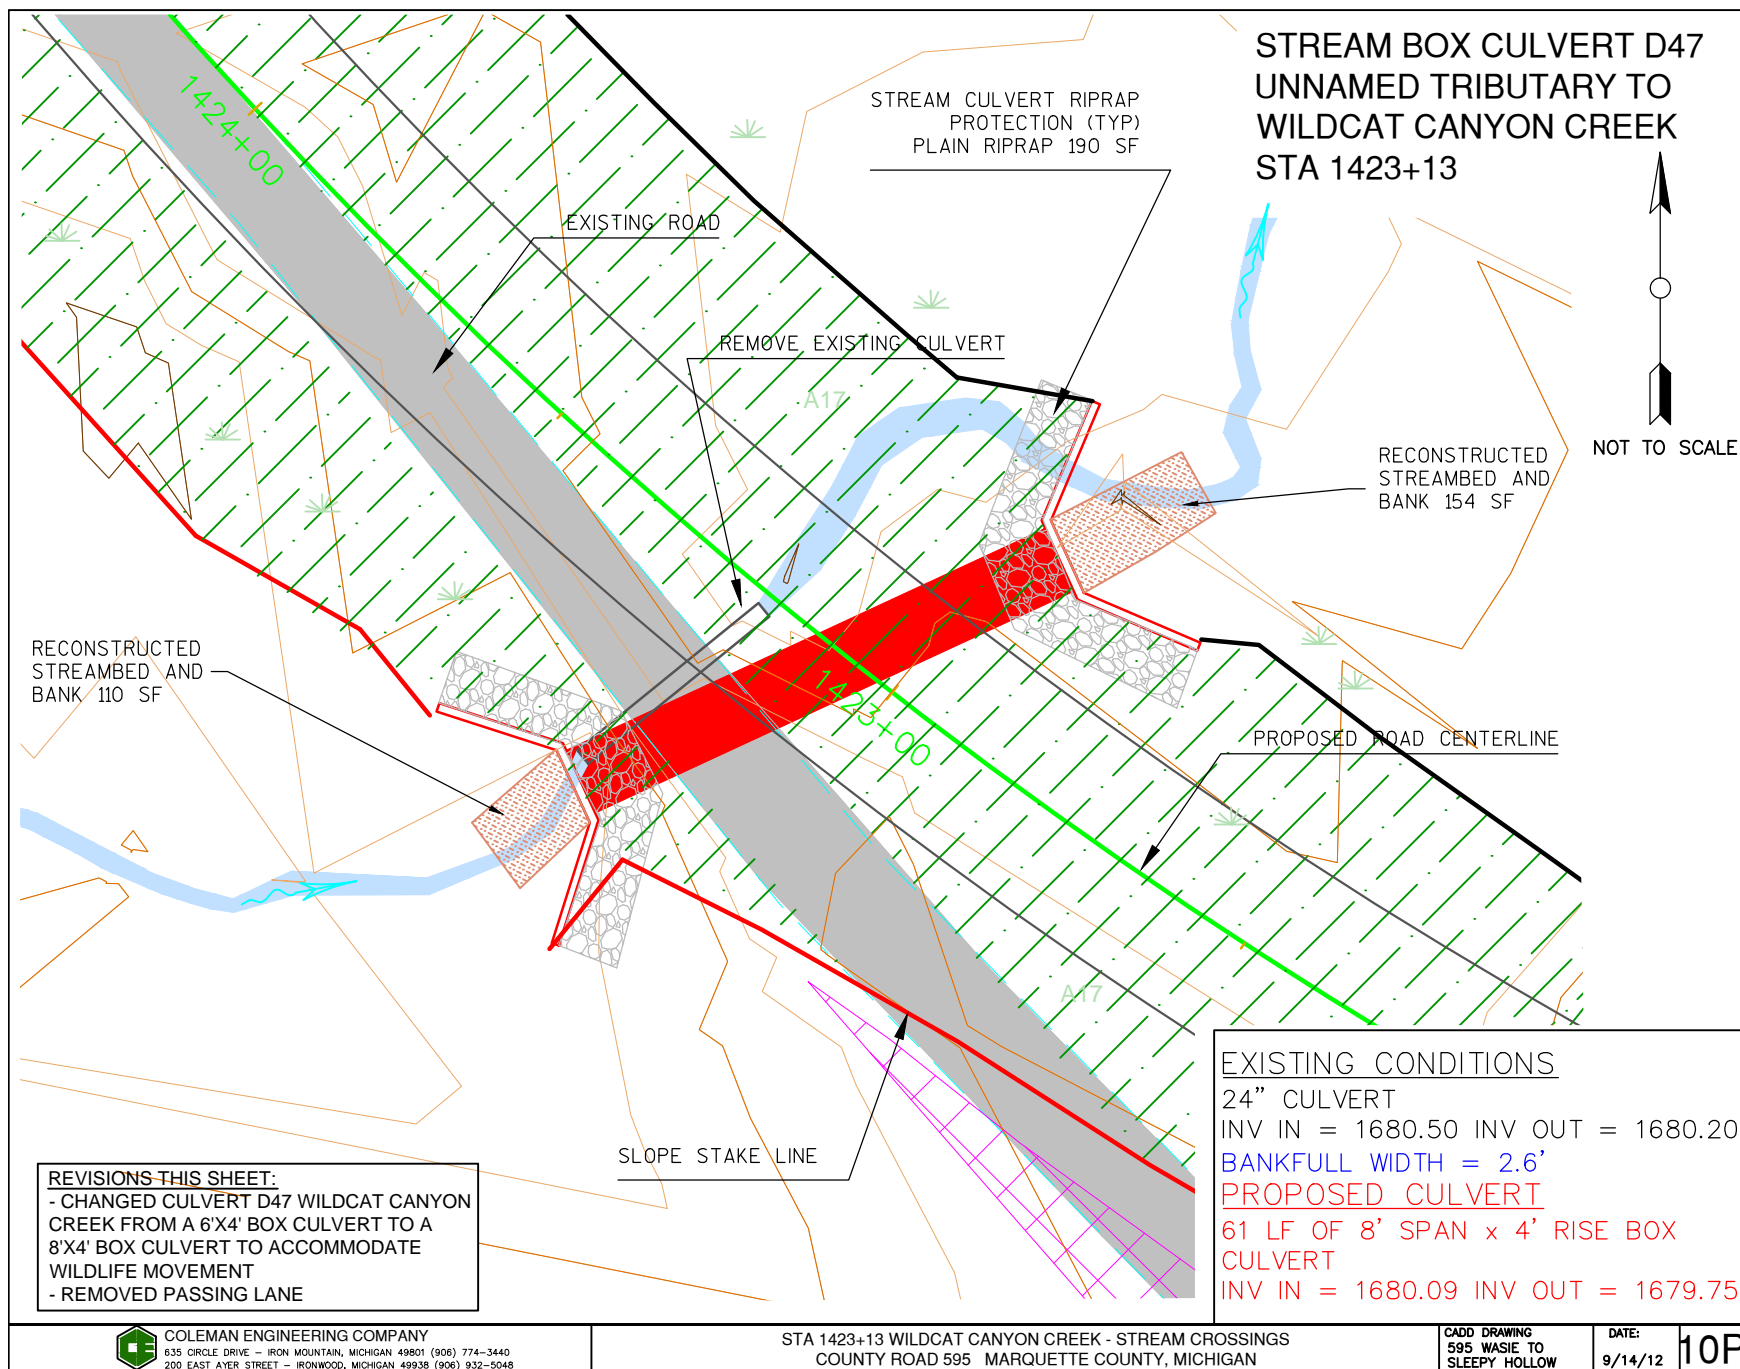 STREAM BOX CULVERT D47
UNNAMED TRIBUTARY TO
WILDCAT CANYON CREEK
STA 1423+13
STREAM CULVERT RIPRAP
PROTECTION (TYP)
PLAIN RIPRAP 190 SF
1424+00
EXISTING ROAD
REMOVE EXISTING CULVERT
A17
NOT TO SCALE
RECONSTRUCTED
STREAMBED AND
BANK 154 SF
RECONSTRUCTED
STREAMBED AND
BANK 110 SF
1423+00
PROPOSED ROAD CENTERLINE
A17
SLOPE STAKE LINE
EXISTING CONDITIONS
24" CULVERT
INV IN = 1680.50 INV OUT = 1680.20
BANKFULL WIDTH = 2.6'
PROPOSED CULVERT
61 LF OF 8' SPAN x 4' RISE BOX
CULVERT
INV IN = 1680.09 INV OUT = 1679.75
REVISIONS THIS SHEET:
- CHANGED CULVERT D47 WILDCAT CANYON
CREEK FROM A 6'X4' BOX CULVERT TO A
8'X4' BOX CULVERT TO ACCOMMODATE
WILDLIFE MOVEMENT
- REMOVED PASSING LANE
COLEMAN ENGINEERING COMPANY
635 CIRCLE DRIVE – IRON MOUNTAIN, MICHIGAN 49801 (906) 774-3440
200 EAST AYER STREET – IRONWOOD, MICHIGAN 49938 (906) 932-5048
STA 1423+13 WILDCAT CANYON CREEK - STREAM CROSSINGS
COUNTY ROAD 595 MARQUETTE COUNTY, MICHIGAN
CADD DRAWING
595 WASIE TO
SLEEPY HOLLOW
DATE:
9/14/12
10P